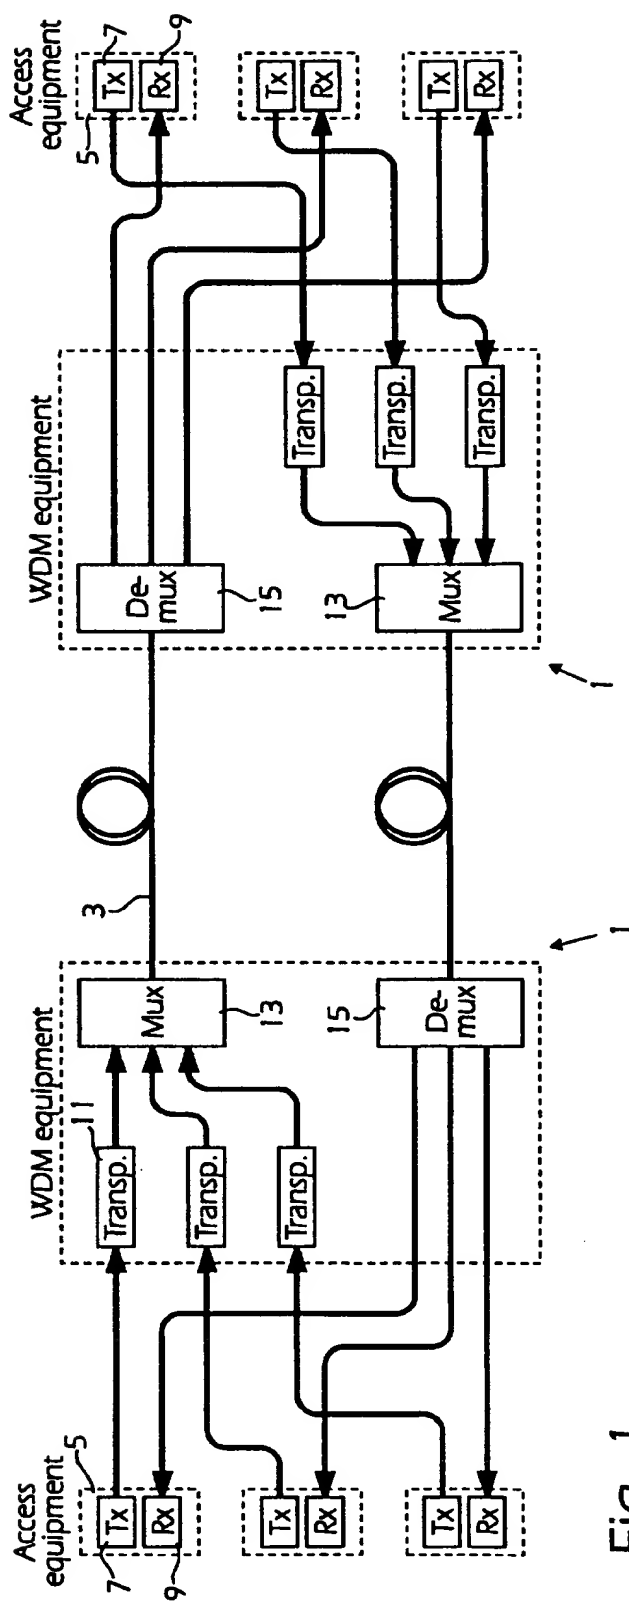 Access
equipment
5
7
Tx
Rx
9
Tx
Rx
Tx
Rx
WDM equipment
11
Transp.
Transp.
Transp.
Mux
13
15
De-
mux
1
3
1
WDM equipment
De-
mux
15
13
Mux
Transp.
Transp.
Transp.
Access
equipment
5
7
Tx
Rx
9
Tx
Rx
Tx
Rx
Fig. 1